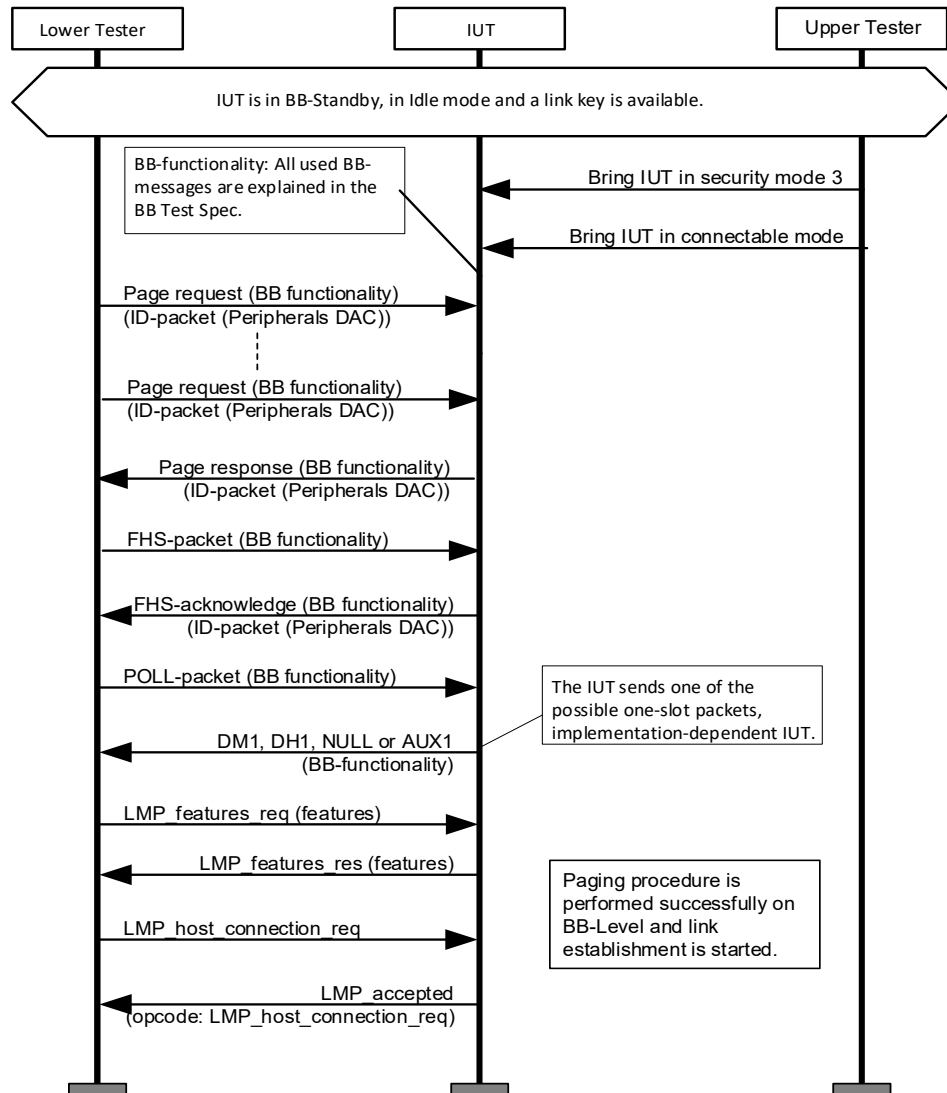 Lower Tester
IUT
Upper Tester
IUT is in BB-Standby, in Idle mode and a link key is available.
BB-functionality: All used BB-
messages are explained in the
BB Test Spec.
Bring IUT in security mode 3
Bring IUT in connectable mode
Page request (BB functionality)
(ID-packet (Peripherals DAC))
Page request (BB functionality)
(ID-packet (Peripherals DAC))
Page response (BB functionality)
(ID-packet (Peripherals DAC))
FHS-packet (BB functionality)
FHS-acknowledge (BB functionality)
(ID-packet (Peripherals DAC))
POLL-packet (BB functionality)
The IUT sends one of the
possible one-slot packets,
implementation-dependent IUT.
DM1, DH1, NULL or AUX1
(BB-functionality)
LMP_features_req (features)
LMP_features_res (features)
Paging procedure is
performed successfully on
BB-Level and link
establishment is started.
LMP_host_connection_req
LMP_accepted
(opcode: LMP_host_connection_req)